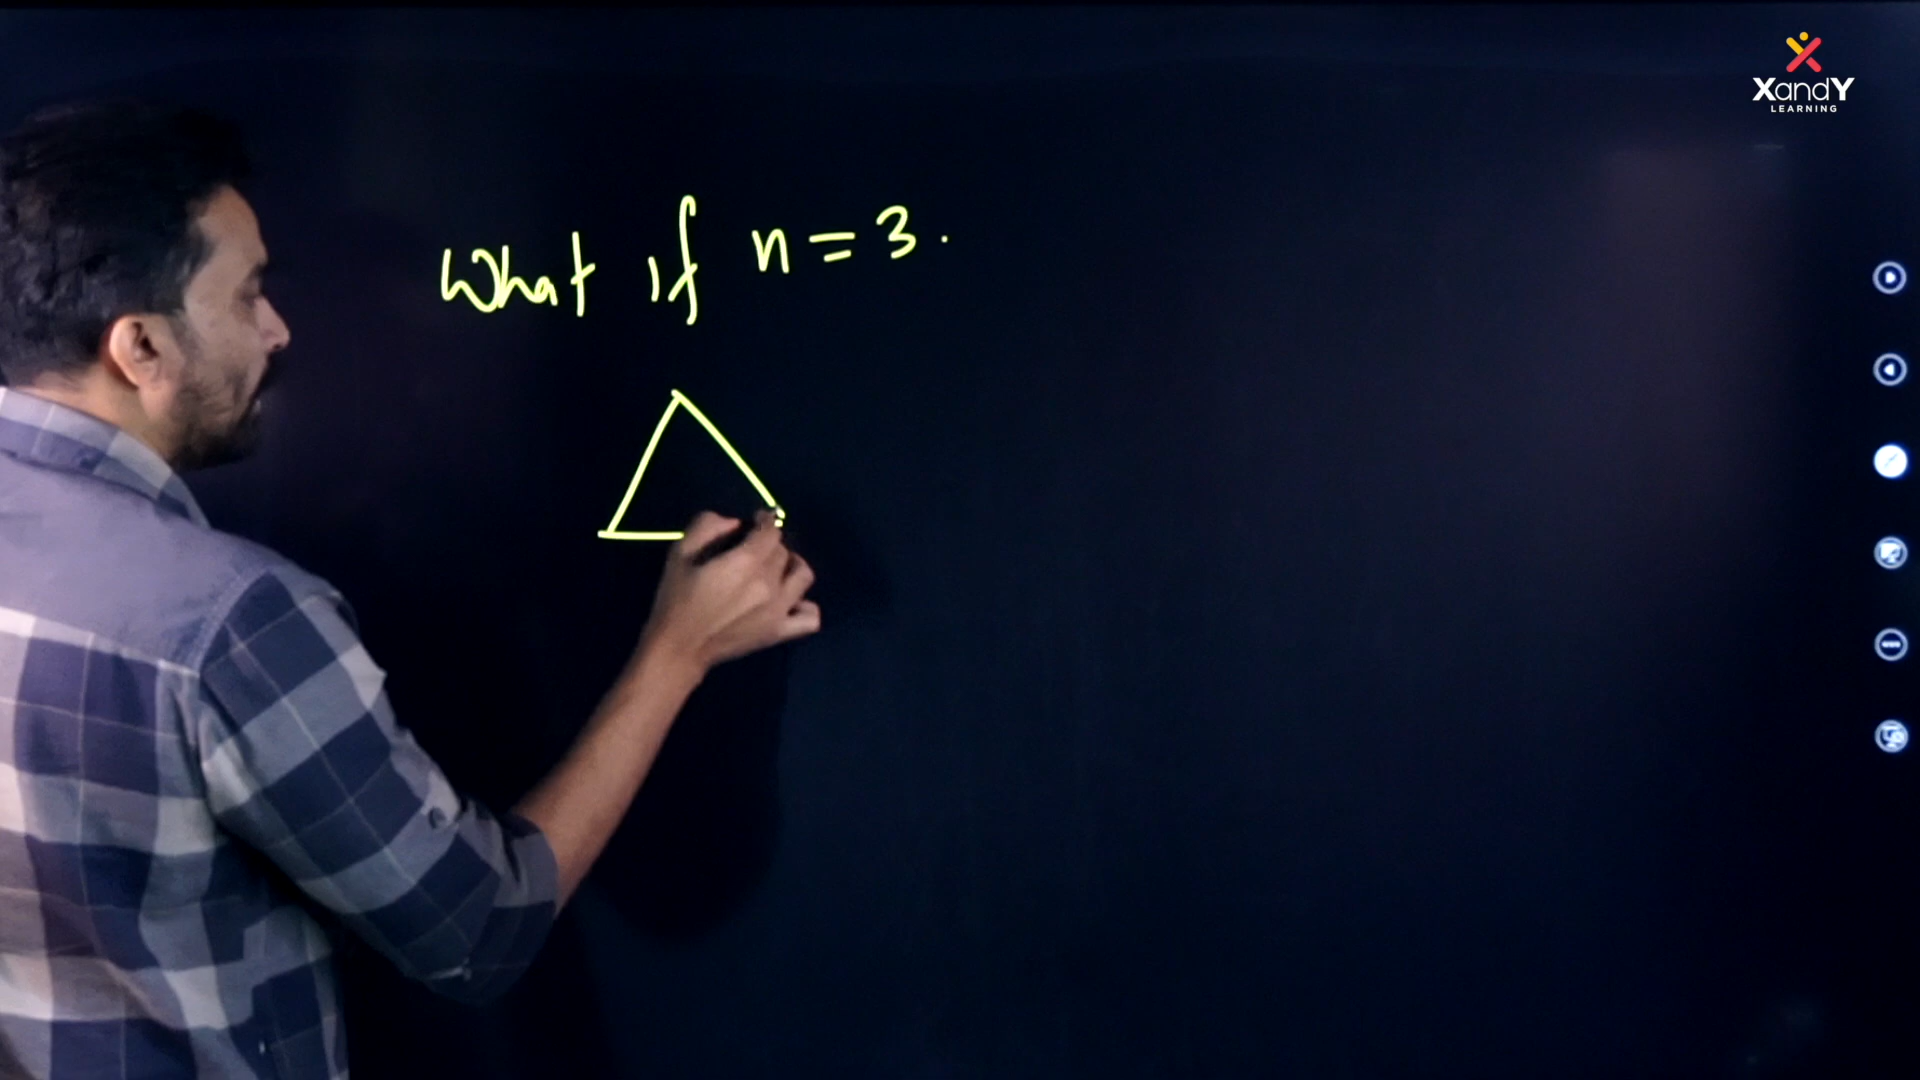 XandY
LEARNING
What if n = 3.